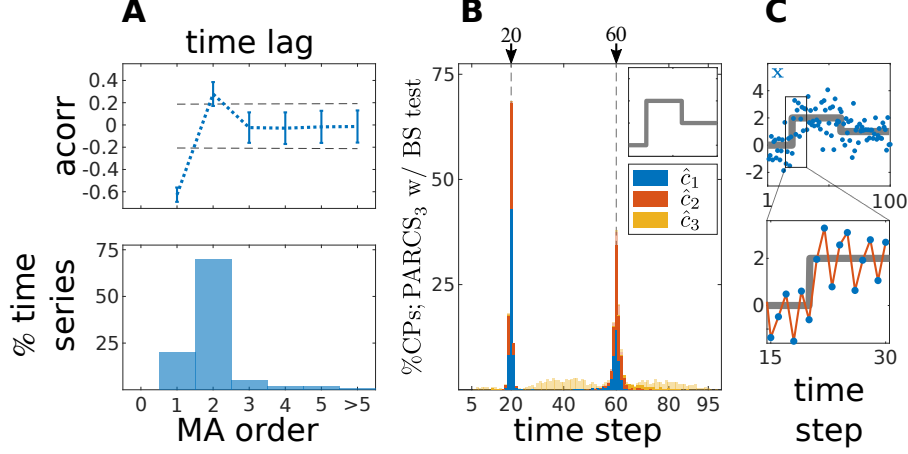 A
time lag
0.4
0.2
0
-0.2
-0.4
-0.6
acorr
75
50
25
% time
series
0 1 2 3 4 5 >5
MA order
B
20 60
75
50
25
%CPs; PARCS3 w/ BS test
ĉ1
ĉ2
ĉ3
5 20 40 60 80 95
time step
C
x
4
2
0
-2
1 100
2
0
15 30
time
step